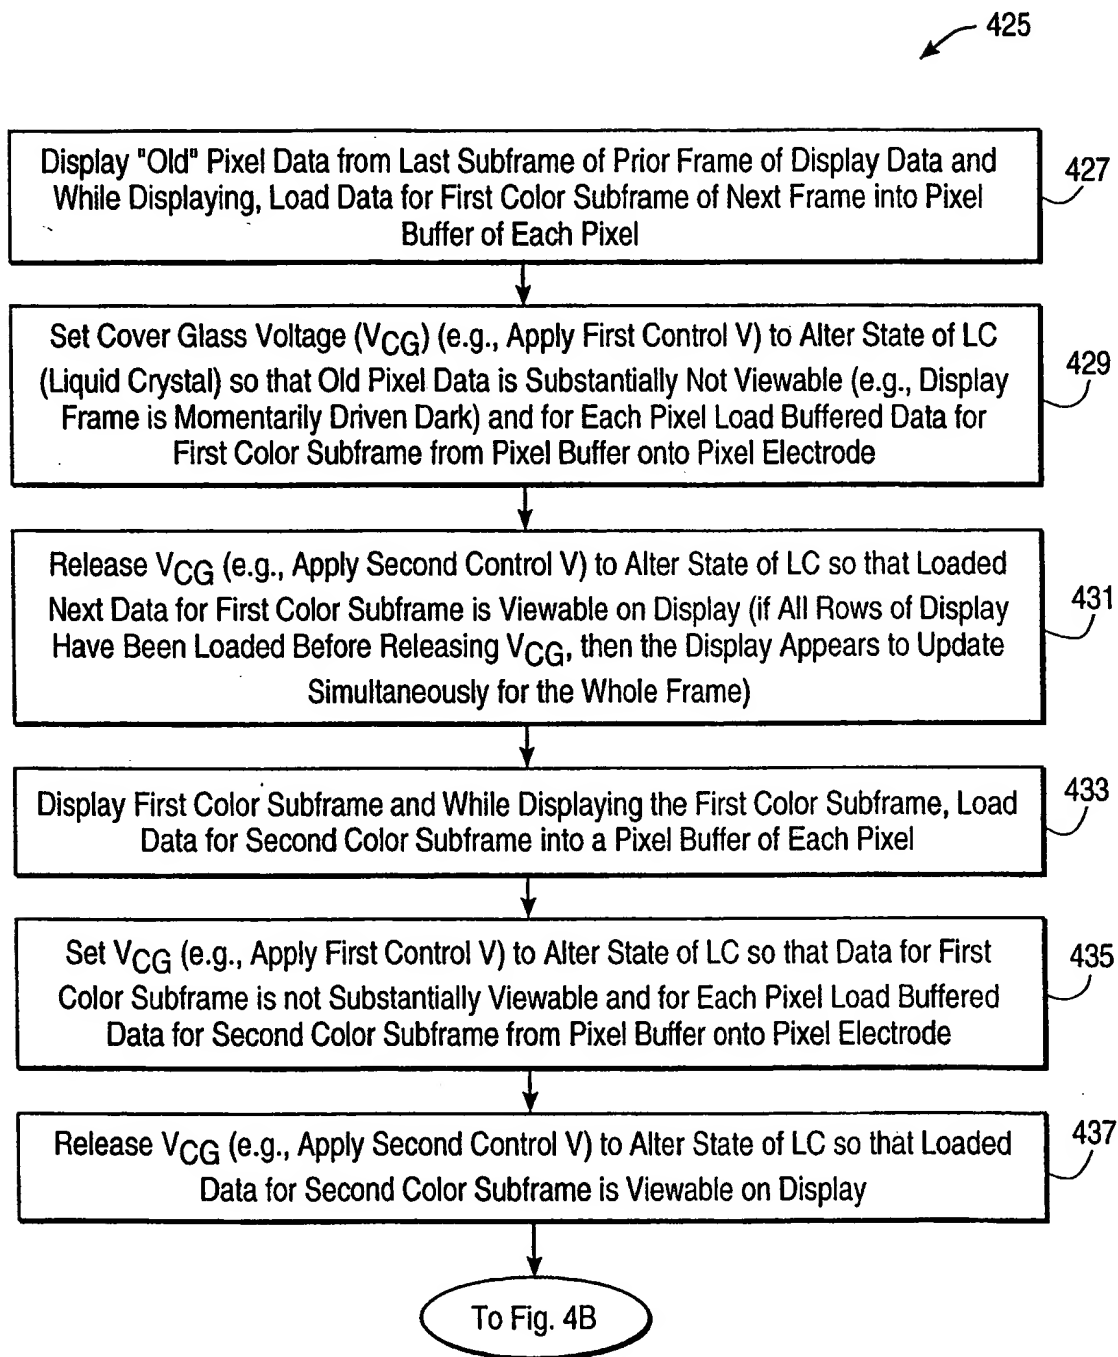 425
Display "Old" Pixel Data from Last Subframe of Prior Frame of Display Data and
While Displaying, Load Data for First Color Subframe of Next Frame into Pixel
Buffer of Each Pixel
427
Set Cover Glass Voltage (VCG) (e.g., Apply First Control V) to Alter State of LC
(Liquid Crystal) so that Old Pixel Data is Substantially Not Viewable (e.g., Display
Frame is Momentarily Driven Dark) and for Each Pixel Load Buffered Data for
First Color Subframe from Pixel Buffer onto Pixel Electrode
429
Release VCG (e.g., Apply Second Control V) to Alter State of LC so that Loaded
Next Data for First Color Subframe is Viewable on Display (if All Rows of Display
Have Been Loaded Before Releasing VCG, then the Display Appears to Update
Simultaneously for the Whole Frame)
431
Display First Color Subframe and While Displaying the First Color Subframe, Load
Data for Second Color Subframe into a Pixel Buffer of Each Pixel
433
Set VCG (e.g., Apply First Control V) to Alter State of LC so that Data for First
Color Subframe is not Substantially Viewable and for Each Pixel Load Buffered
Data for Second Color Subframe from Pixel Buffer onto Pixel Electrode
435
Release VCG (e.g., Apply Second Control V) to Alter State of LC so that Loaded
Data for Second Color Subframe is Viewable on Display
437
To Fig. 4B